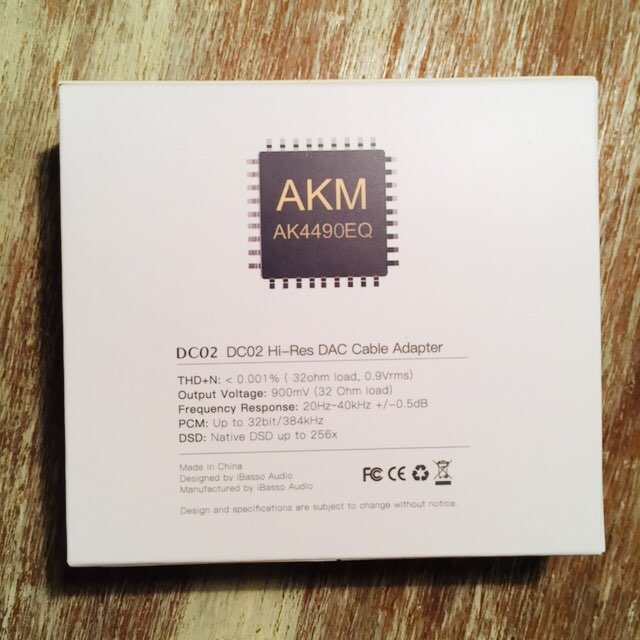 AKM
AK4490EQ
DC02 DC02 Hi-Res DAC Cable Adapter
THD+N: < 0.001% ( 32ohm load, 0.9Vrms)
Output Voltage: 900mV (32 Ohm load)
Frequency Response: 20Hz~40kHz +/-0.5dB
PCM: Up to 32bit/384kHz
DSD: Native DSD up to 256x
Made in China
Designed by iBasso Audio
Manufactured by iBasso Audio
FC CE
Design and specifications are subject to change without notice.